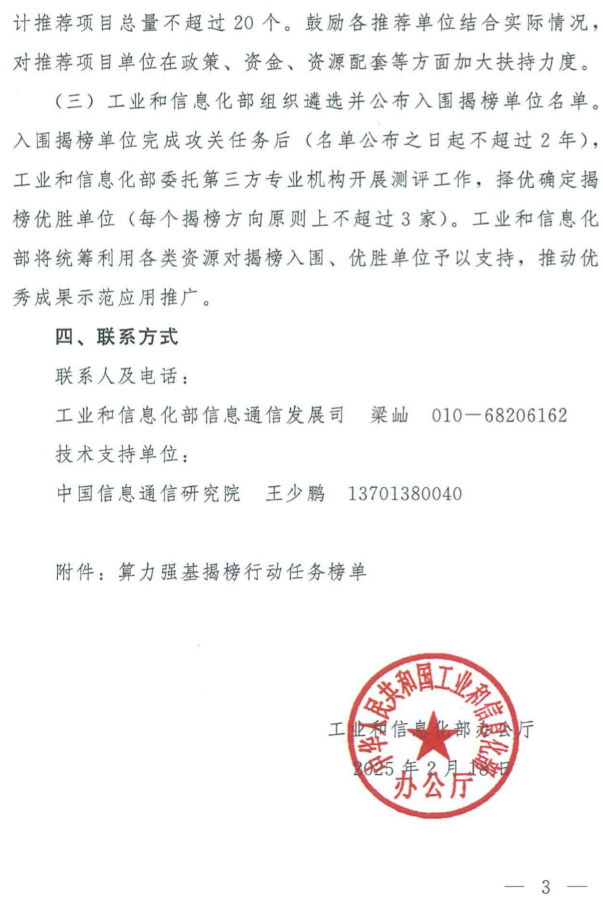 计推荐项目总量不超过20个。鼓励各推荐单位结合实际情况，
对推荐项目单位在政策、资金、资源配套等方面加大扶持力度。
（三）工业和信息化部组织遴选并公布入围揭榜单位名单。
入围揭榜单位完成攻关任务后（名单公布之日起不超过2年），
工业和信息化部委托第三方专业机构开展测评工作，择优确定揭
榜优胜单位（每个揭榜方向原则上不超过3家）。工业和信息化
部将统筹利用各类资源对揭榜入围、优胜单位予以支持，推动优
秀成果示范应用推广。
四、联系方式
联系人及电话：
工业和信息化部信息通信发展司 梁屾 010－68206162
技术支持单位：
中国信息通信研究院 王少鹏 13701380040
附件：算力强基揭榜行动任务榜单
中华人民共和国工业和信息化部
工业和信息化部办公厅
2025年2月18日
办公厅
— 3 —